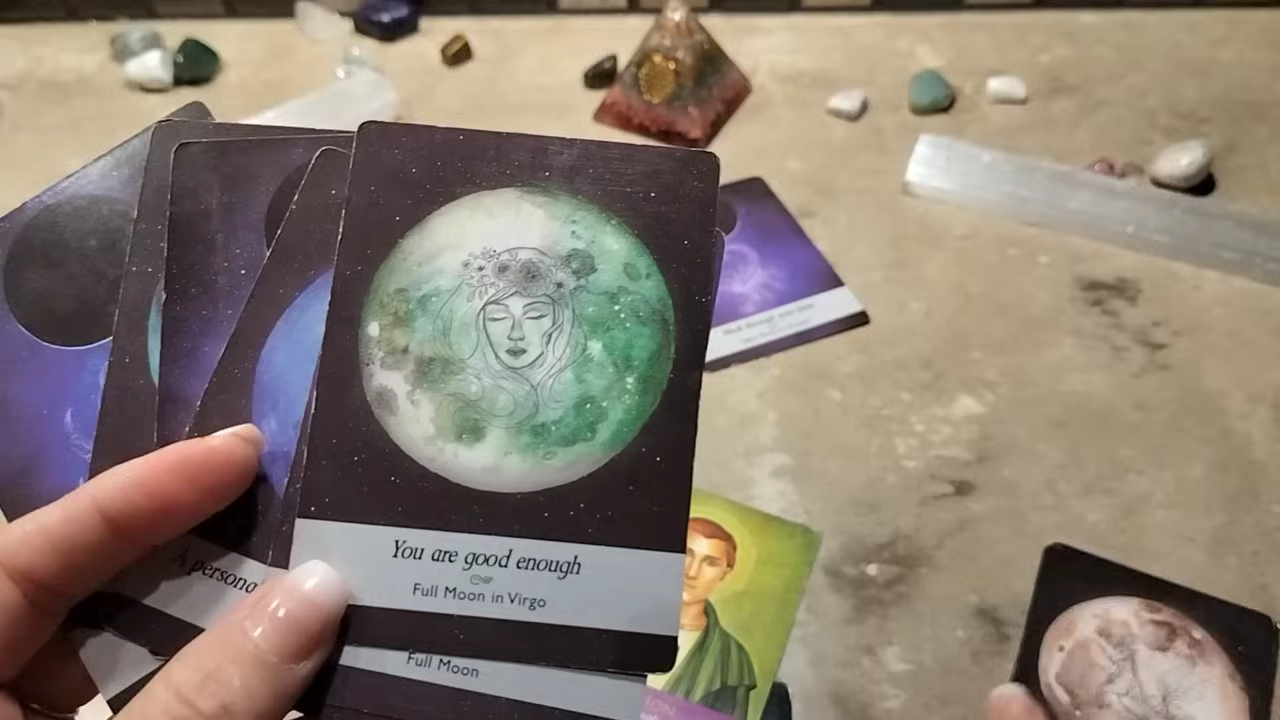 You are good enough
Full Moon in Virgo
A persona
Full Moon